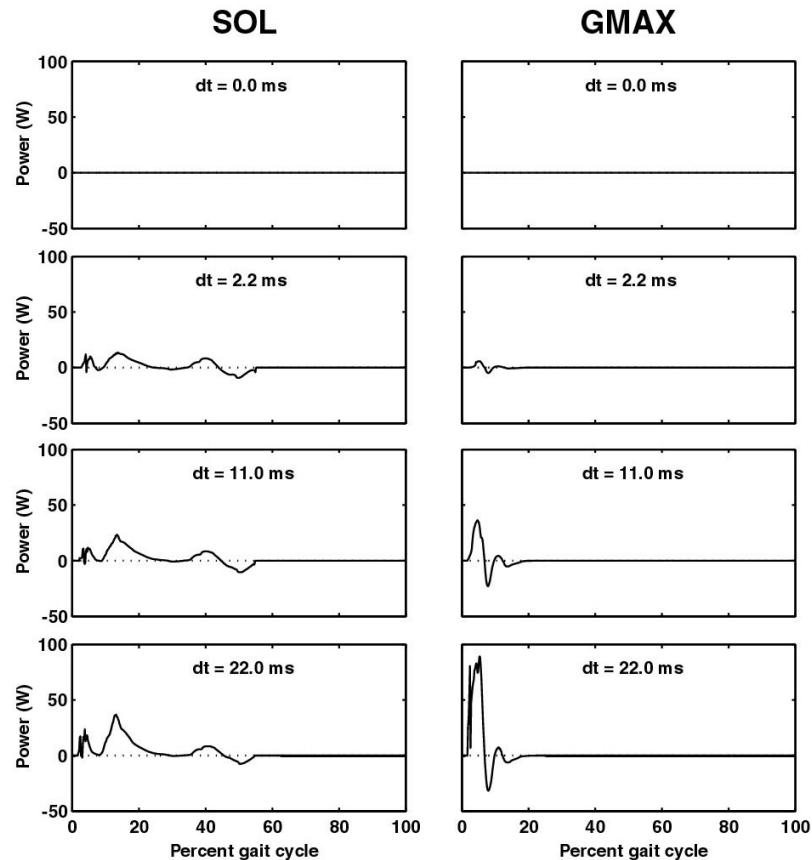 SOL GMAX
100
50
0
-50
Power (W)
dt = 0.0 ms
dt = 0.0 ms
100
50
0
-50
Power (W)
dt = 2.2 ms
dt = 2.2 ms
100
50
0
-50
Power (W)
dt = 11.0 ms
dt = 11.0 ms
100
50
0
-50
Power (W)
dt = 22.0 ms
dt = 22.0 ms
0 20 40 60 80 100
0 20 40 60 80 100
Percent gait cycle
Percent gait cycle